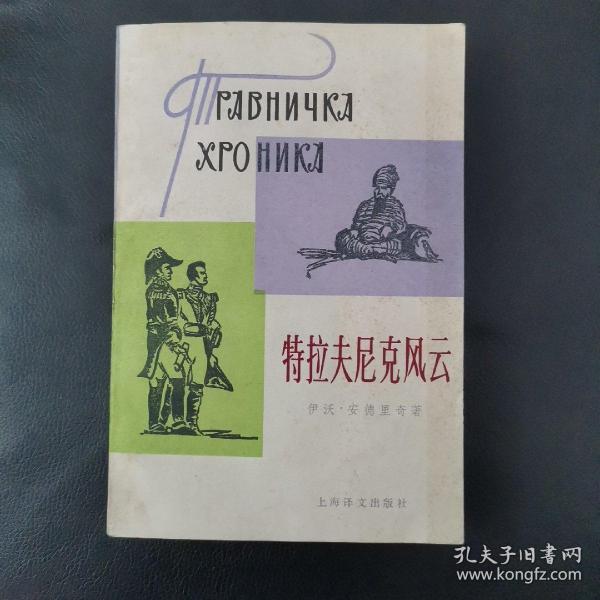 ТРАВНИЧКА
ХРОНИКА
特拉夫尼克风云
伊沃·安德里奇著
上海译文出版社
孔夫子旧书网
www.kongfz.com